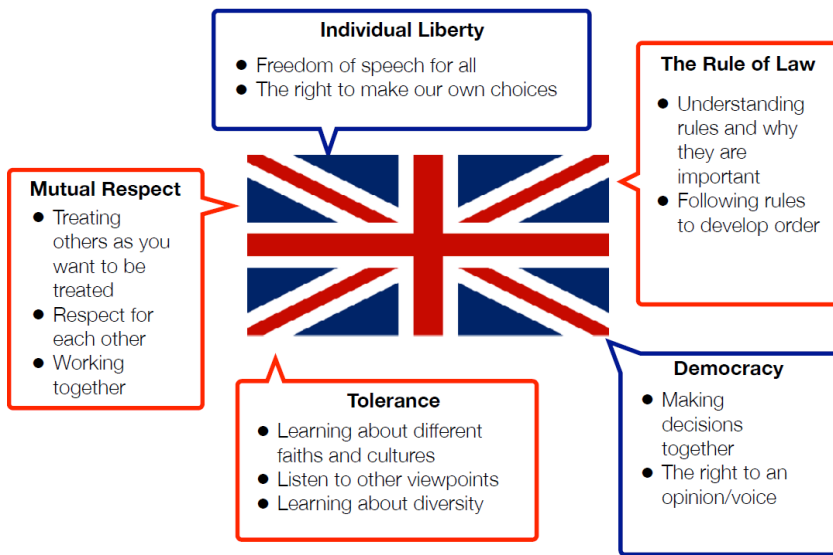 Individual Liberty
● Freedom of speech for all
● The right to make our own choices
The Rule of Law
● Understanding
rules and why
they are
important
● Following rules
to develop order
Mutual Respect
● Treating
others as you
want to be
treated
● Respect for
each other
● Working
together
Tolerance
● Learning about different
faiths and cultures
● Listen to other viewpoints
● Learning about diversity
Democracy
● Making
decisions
together
● The right to an
opinion/voice